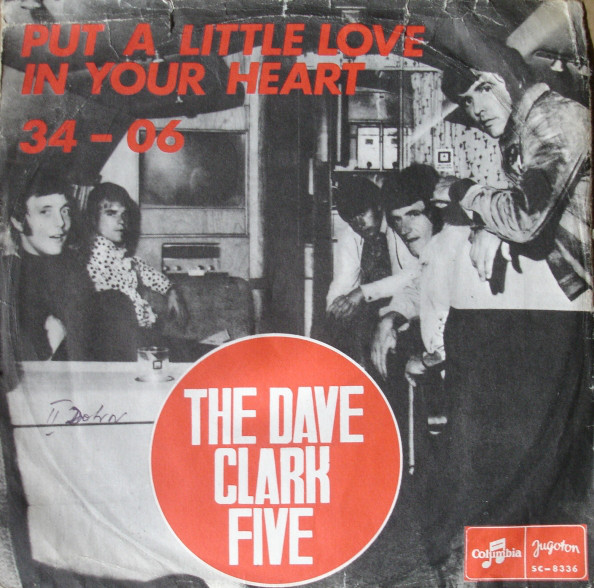 PUT A LITTLE LOVE
IN YOUR HEART
34-06
THE DAVE
CLARK
FIVE
Columbia
Jugoton
SC-8336